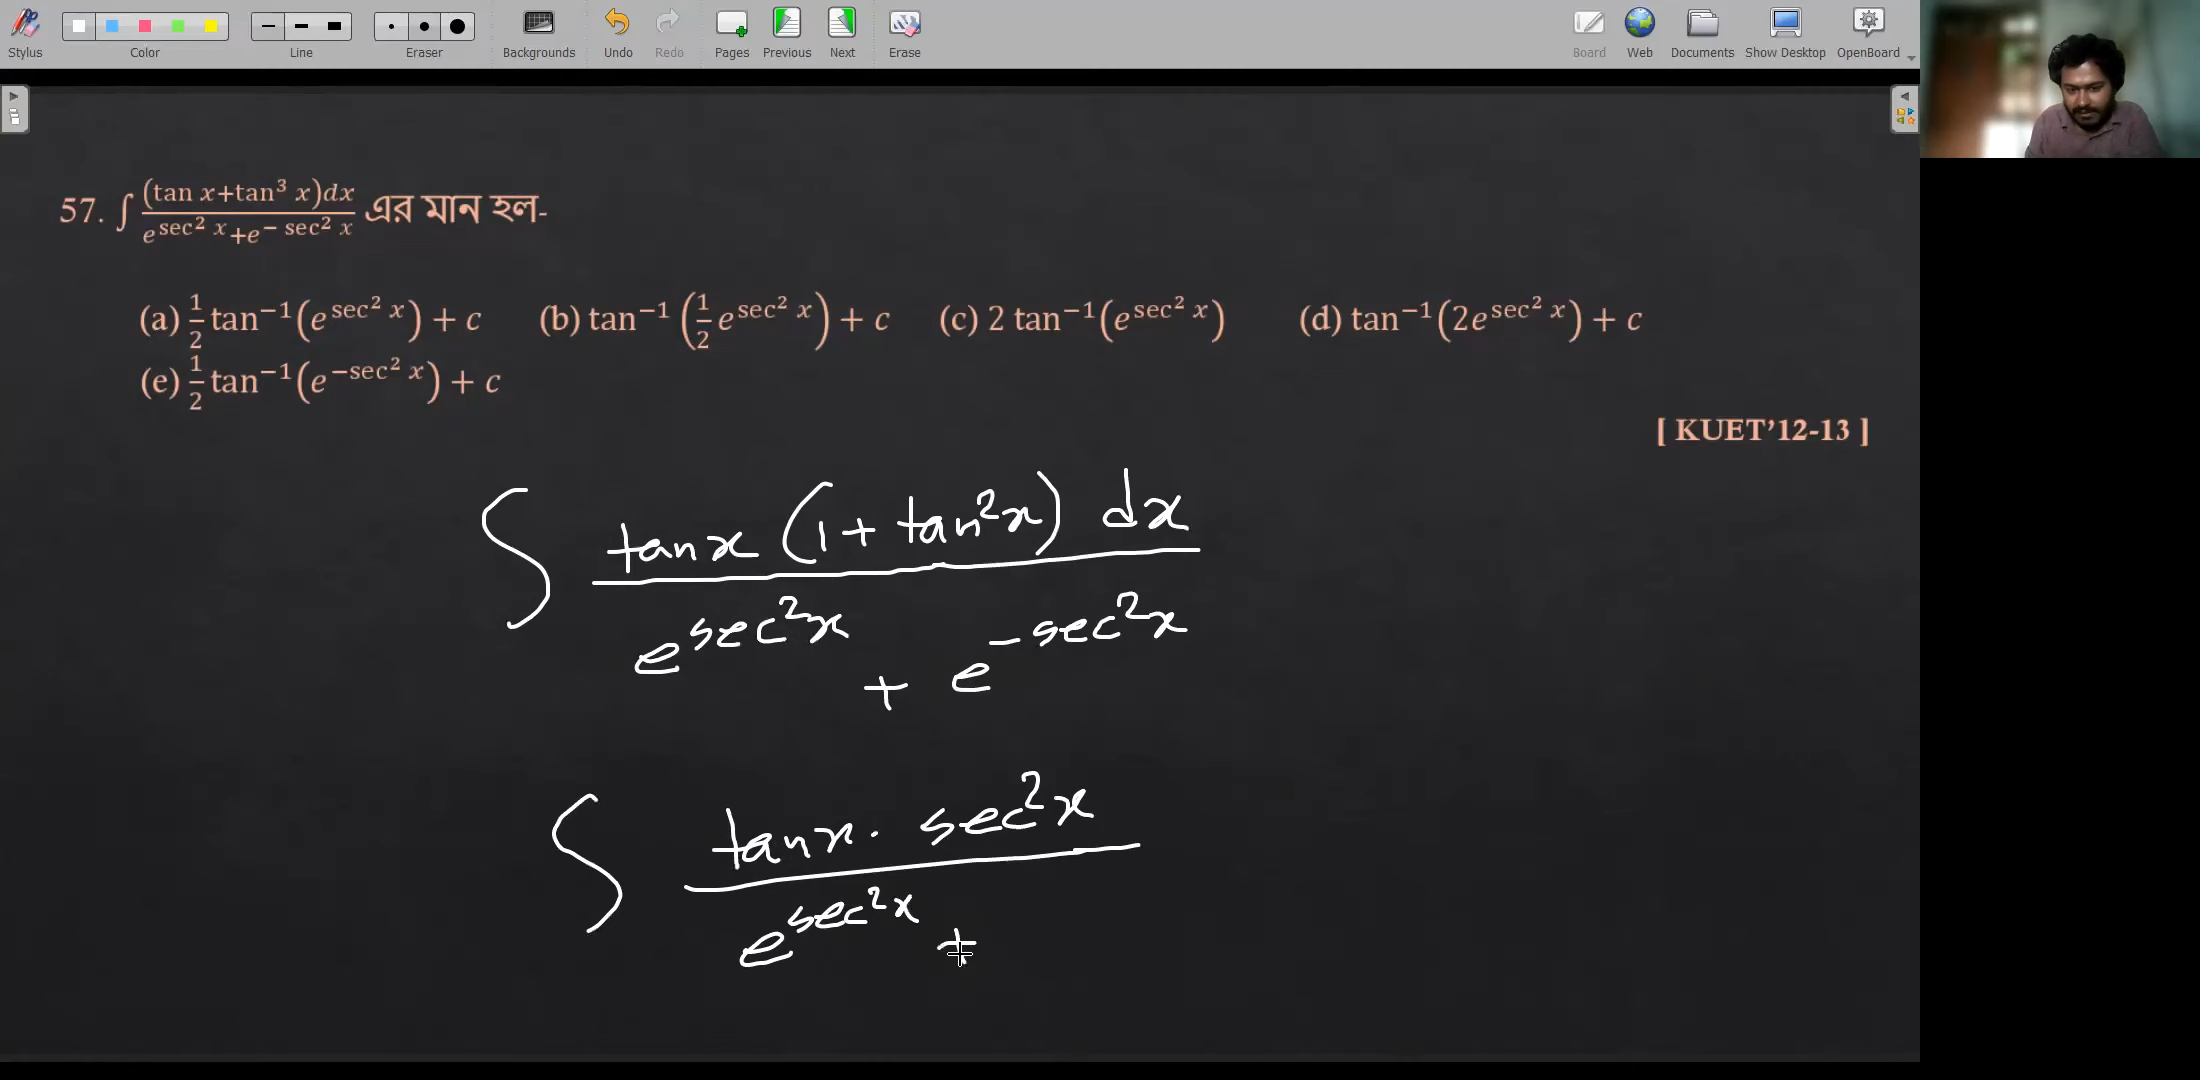 Stylus Color Line Eraser Backgrounds Undo Redo Pages Previous Next Erase Board Web Documents Show Desktop OpenBoard
57. ∫ (tan x+tan³ x)dx / e^sec² x+e^− sec² x এর মান হল-
(a) 1/2 tan⁻¹(e^sec² x) + c (b) tan⁻¹(1/2 e^sec² x) + c (c) 2 tan⁻¹(e^sec² x) (d) tan⁻¹(2e^sec² x) + c
(e) 1/2 tan⁻¹(e^−sec² x) + c
[ KUET’12-13 ]
∫ tanx (1 + tan²x) dx
e^sec²x + e^−sec²x
∫ tanx. sec²x
e^sec²x +